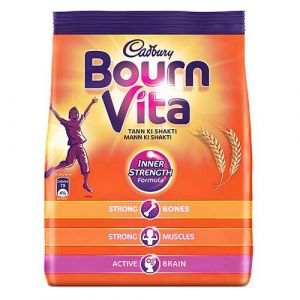 Cadbury
Bourn
Vita
TANN KI SHAKTI
MANN KI SHAKTI
INNER
STRENGTH
Formula
STRONG BONES
STRONG MUSCLES
ACTIVE BRAIN